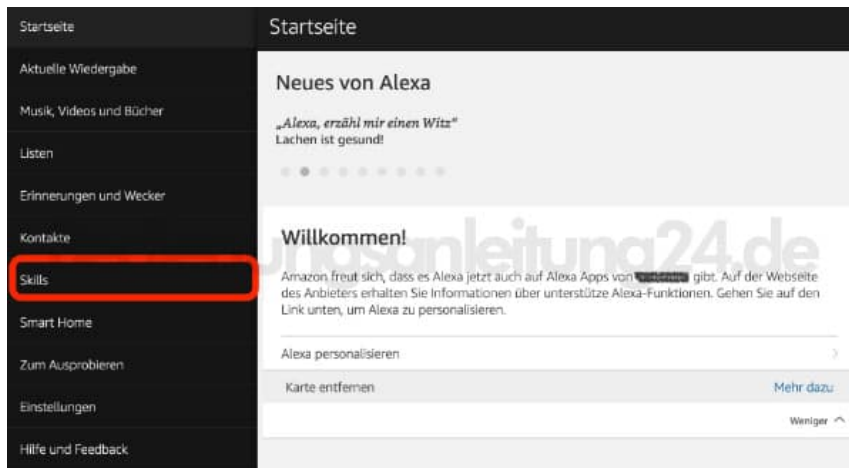 Startseite
Aktuelle Wiedergabe
Musik, Videos und Bücher
Listen
Erinnerungen und Wecker
Kontakte
Skills
Smart Home
Zum Ausprobieren
Einstellungen
Hilfe und Feedback
Startseite
Neues von Alexa
„Alexa, erzähl mir einen Witz“
Lachen ist gesund!
Willkommen!
Amazon freut sich, dass es Alexa jetzt auch auf Alexa Apps von gibt. Auf der Webseite
des Anbieters erhalten Sie Informationen über unterstütze Alexa-Funktionen. Gehen Sie auf den
Link unten, um Alexa zu personalisieren.
Alexa personalisieren
Karte entfernen
Mehr dazu
Weniger